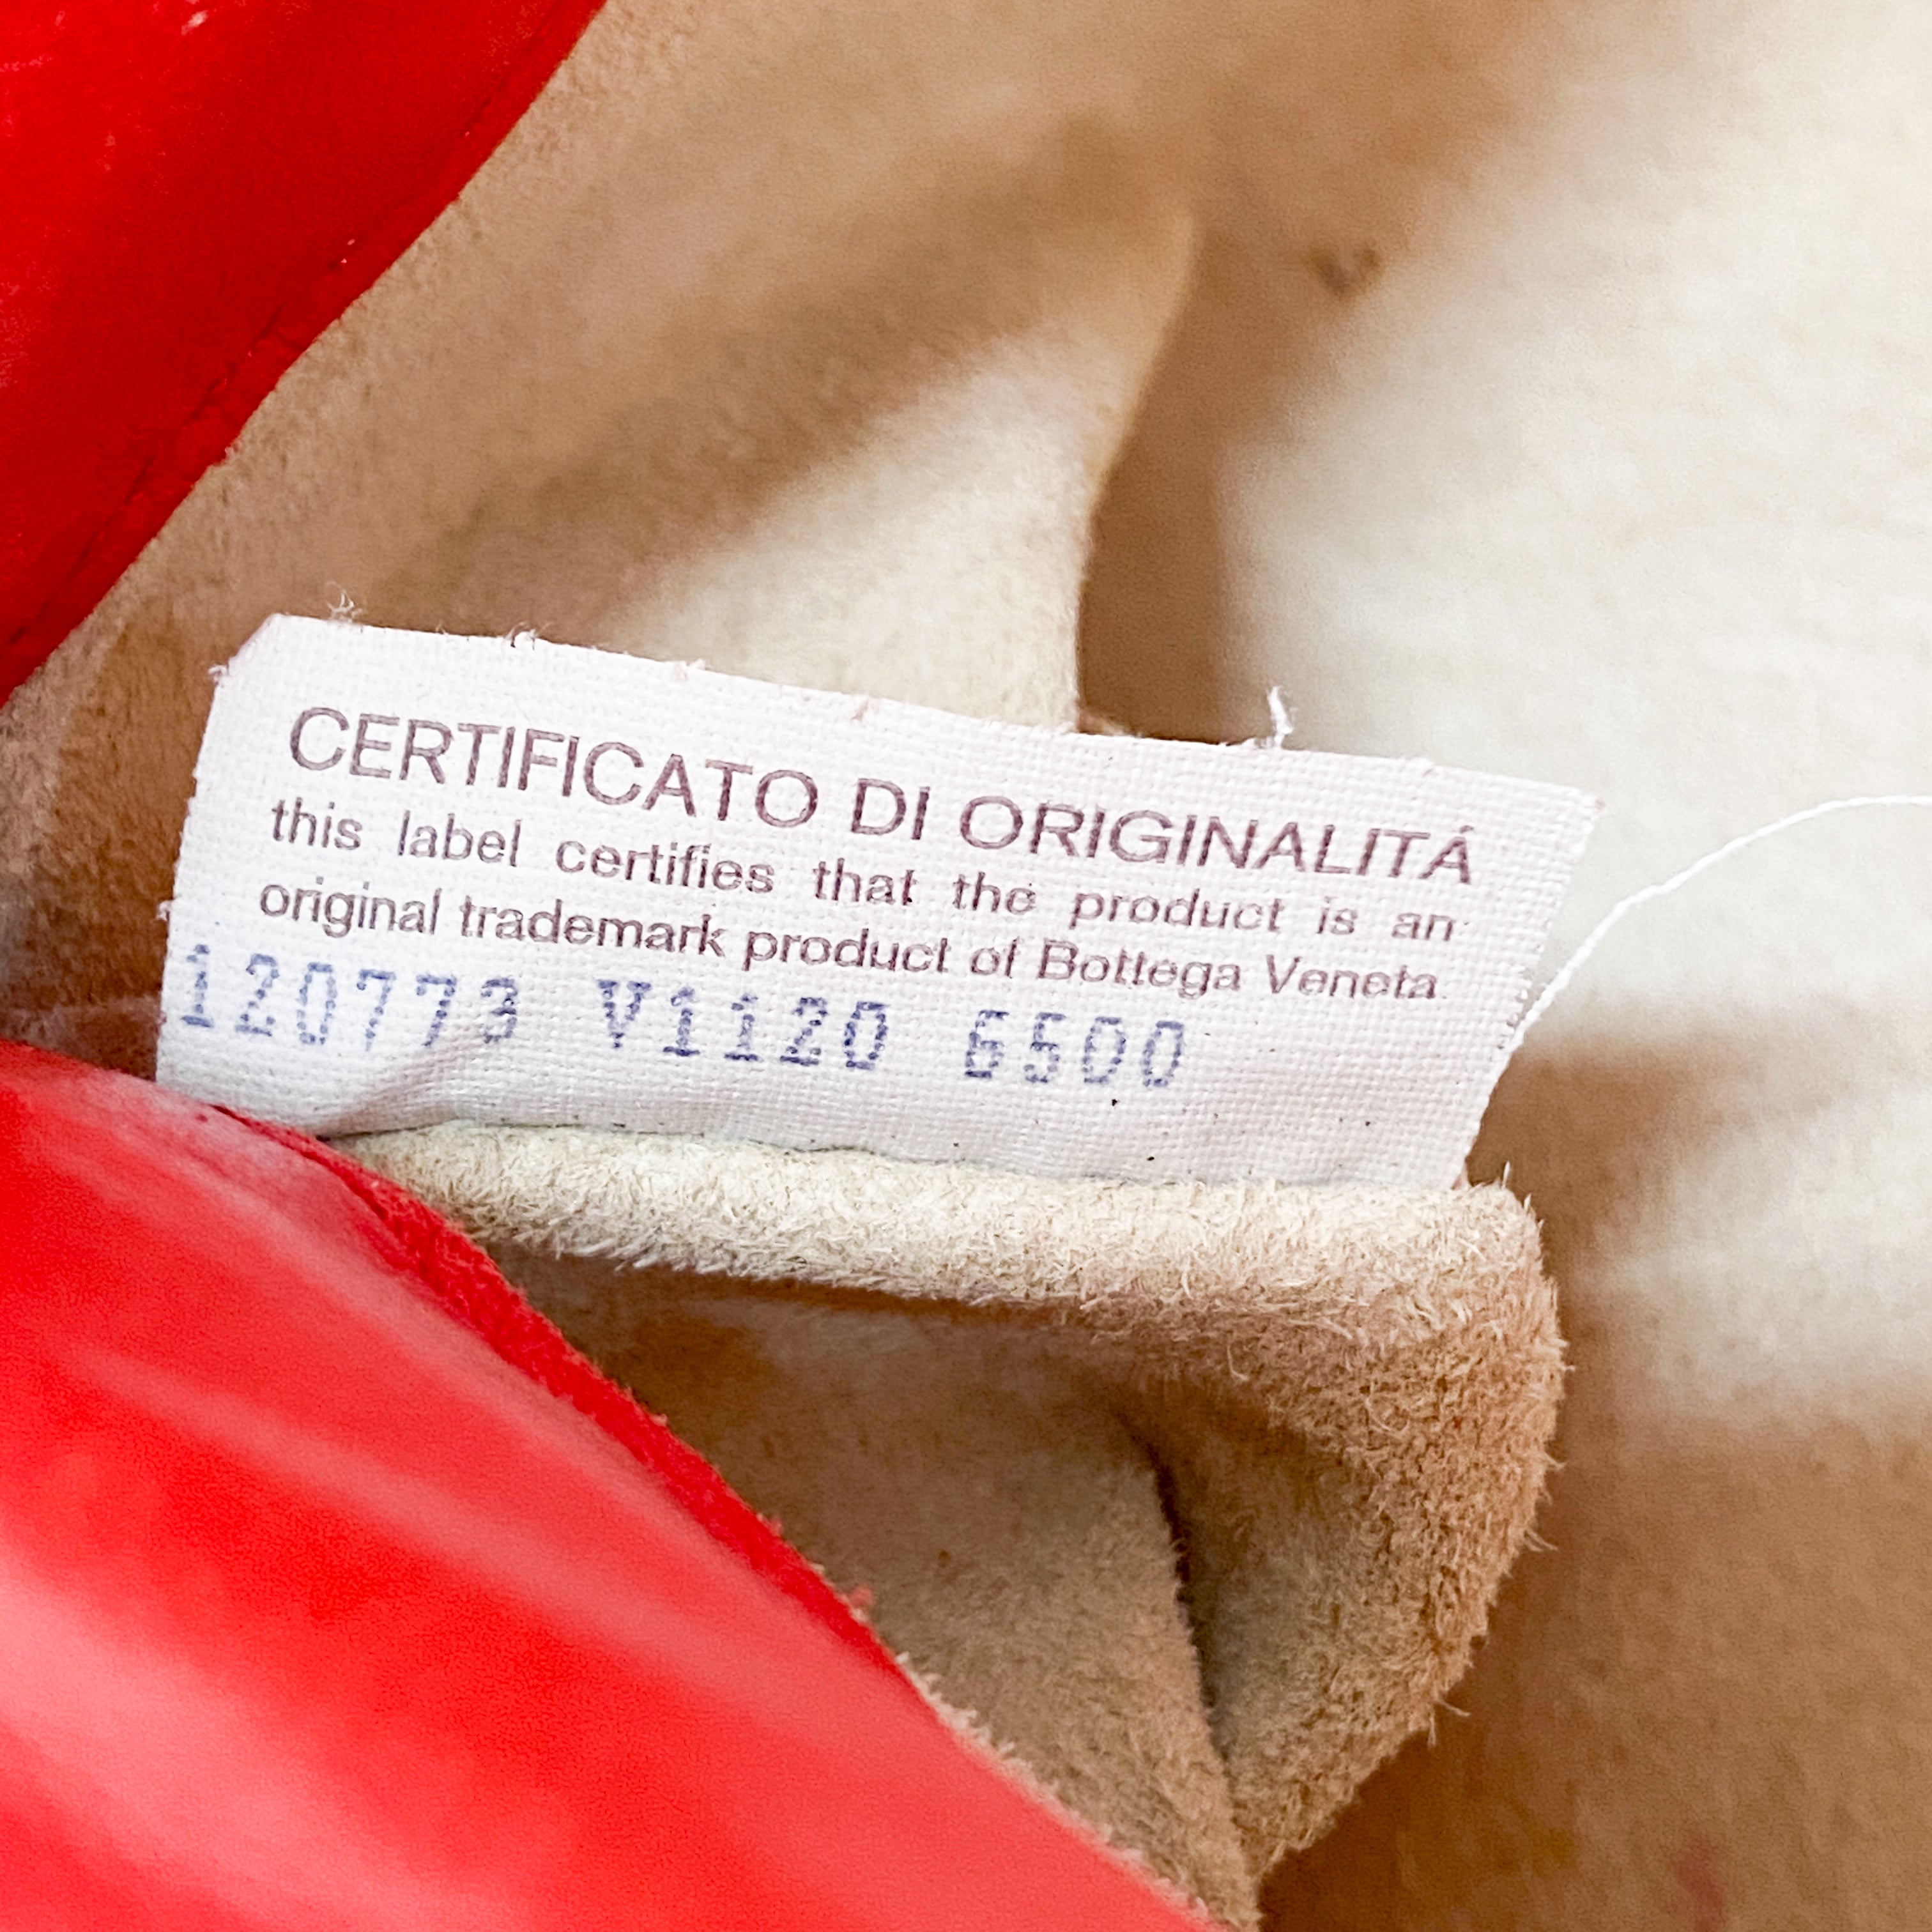 CERTIFICATO DI ORIGINALITÁ
this label certifies that the product is an
original trademark product of Bottega Veneta.
120773 V1120 6500